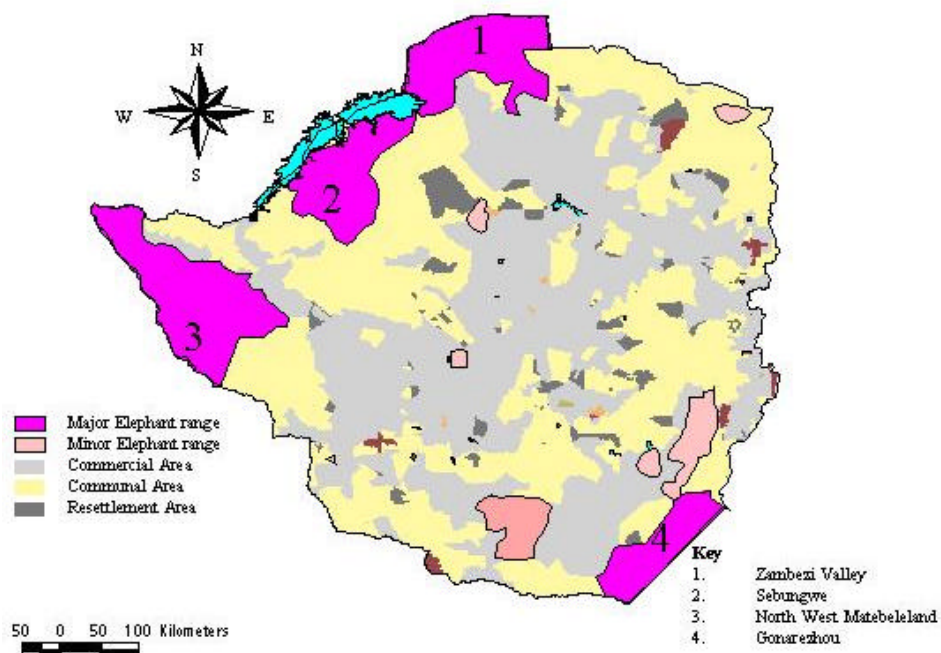 1
N
W
E
S
2
3
4
Major Elephant range
Minor Elephant range
Commercial Area
Communal Area
Resettlement Area
Key
1. Zambezi Valley
2. Sebungwe
3. North West Matebeleland
4. Gonarezhou
50 0 50 100 Kilometers